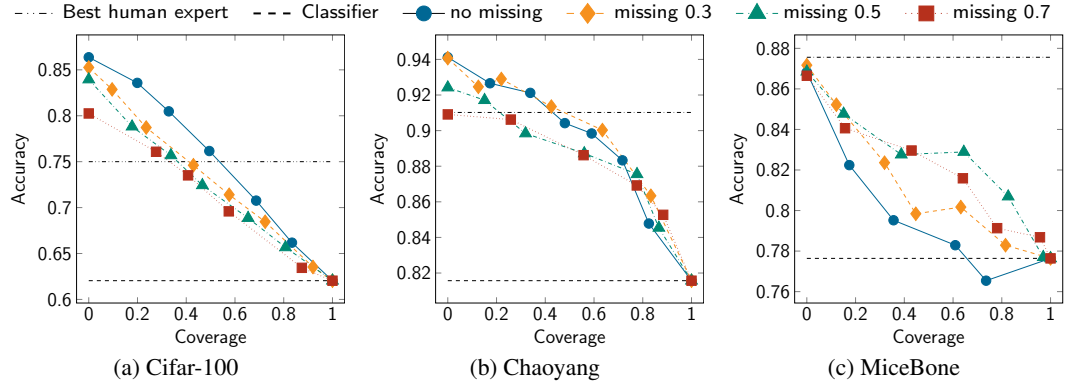 Best human expert Classifier no missing missing 0.3 missing 0.5 missing 0.7
0.85
0.8
0.75
0.7
0.65
0.6
Accuracy
0 0.2 0.4 0.6 0.8 1
Coverage
(a) Cifar-100
0.94
0.92
0.9
0.88
0.86
0.84
0.82
Accuracy
0 0.2 0.4 0.6 0.8 1
Coverage
(b) Chaoyang
0.88
0.86
0.84
0.82
0.8
0.78
0.76
Accuracy
0 0.2 0.4 0.6 0.8 1
Coverage
(c) MiceBone